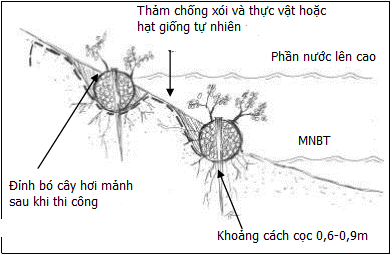 Thảm chống xói và thực vật hoặc
hạt giống tự nhiên
Phần nước lên cao
MNBT
Đỉnh bó cây hơi mảnh
sau khi thi công
Khoảng cách cọc 0,6-0,9m